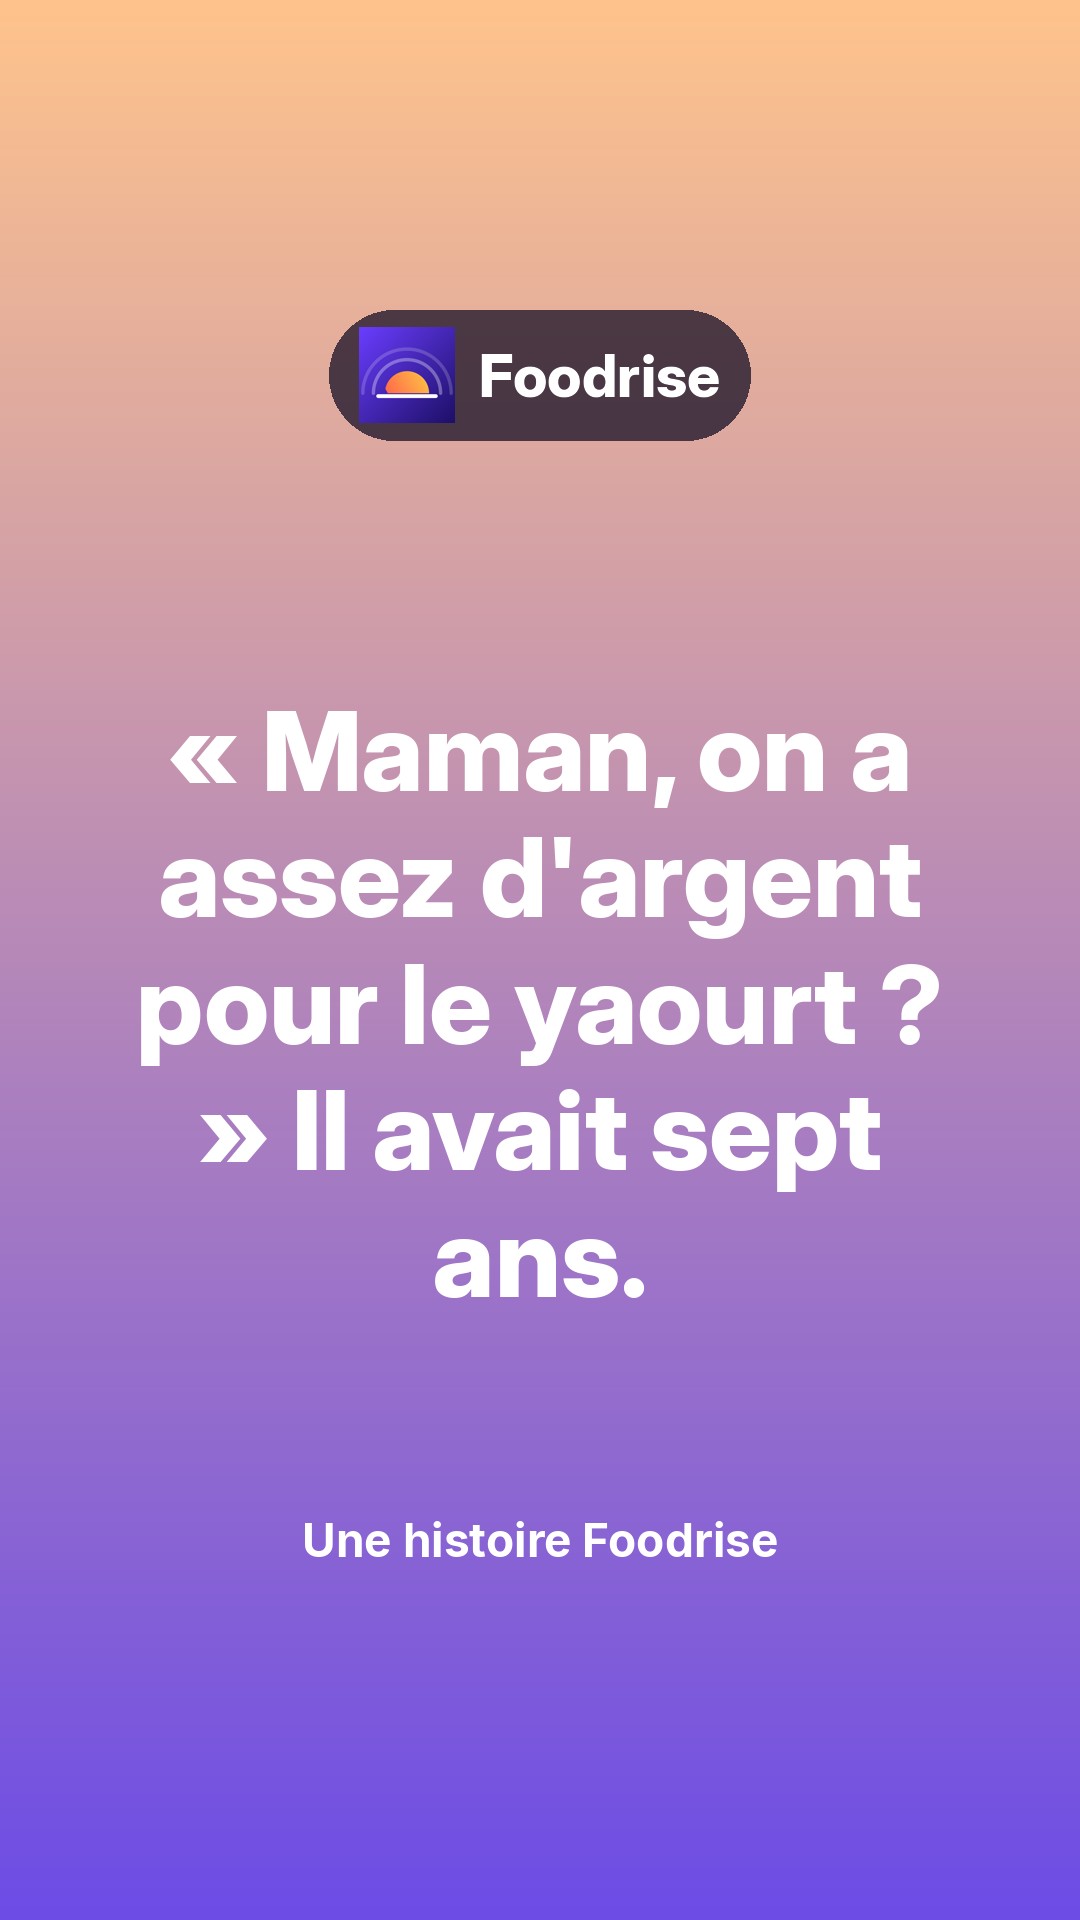 Foodrise
« Maman, on a
assez d'argent
pour le yaourt ?
» Il avait sept
ans.
Une histoire Foodrise